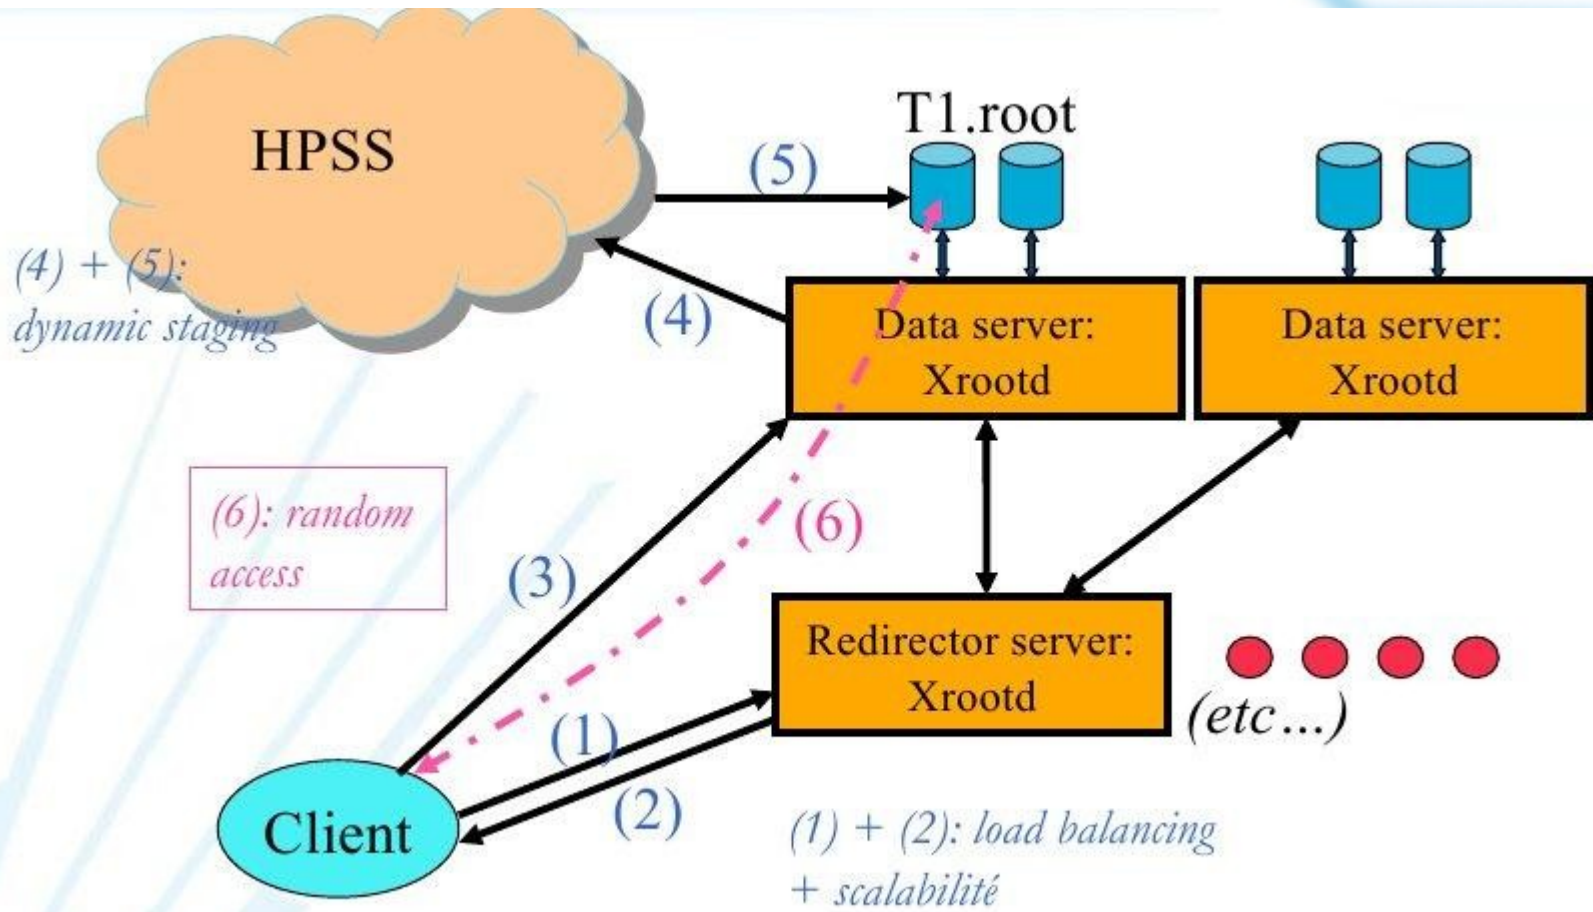 HPSS
T1.root
(5)
(4) + (5):
dynamic staging
(4)
Data server:
Xrootd
Data server:
Xrootd
(6): random
access
(3)
(6)
Redirector server:
Xrootd
(etc...)
(1)
(2)
Client
(1) + (2): load balancing
+ scalabilité